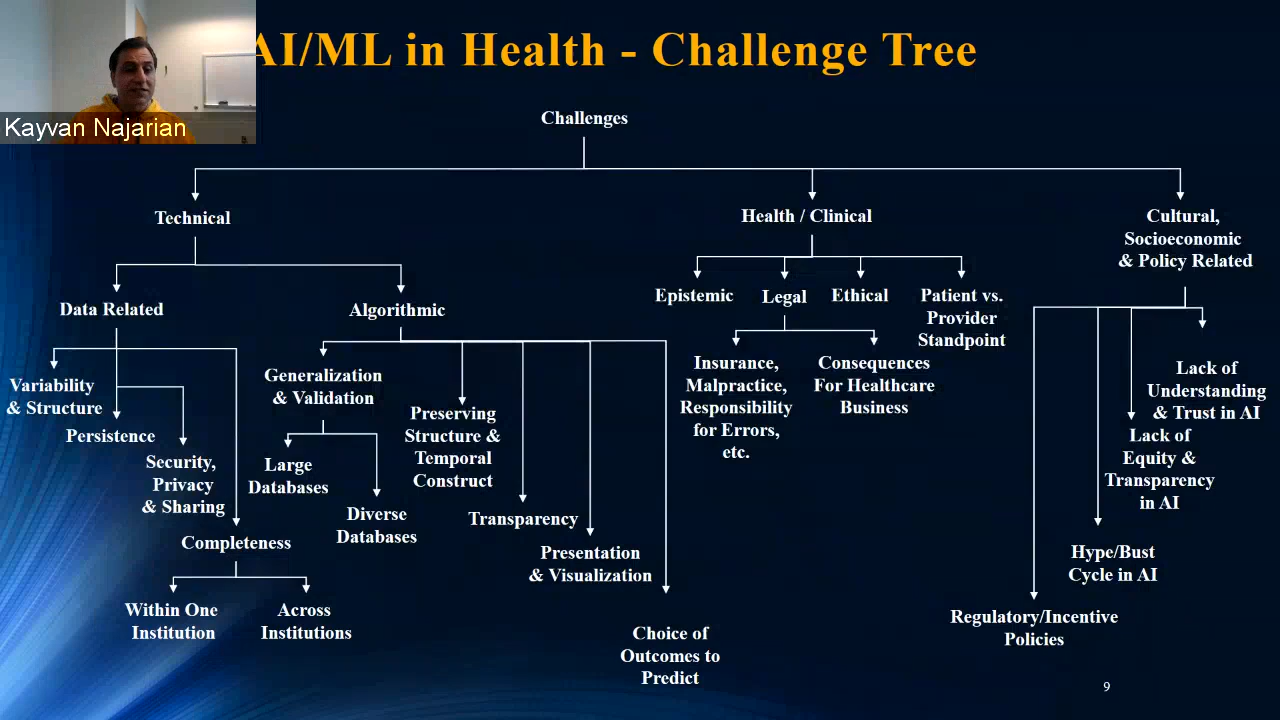 AI/ML in Health - Challenge Tree
Kayvan Najarian
Challenges
Technical
Health / Clinical
Cultural,
Socioeconomic
& Policy Related
Data Related
Algorithmic
Epistemic
Legal
Ethical
Patient vs.
Provider
Standpoint
Variability
& Structure
Persistence
Security,
Privacy
& Sharing
Completeness
Within One
Institution
Across
Institutions
Generalization
& Validation
Large
Databases
Diverse
Databases
Preserving
Structure &
Temporal
Construct
Transparency
Presentation
& Visualization
Choice of
Outcomes to
Predict
Insurance,
Malpractice,
Responsibility
for Errors,
etc.
Consequences
For Healthcare
Business
Lack of
Understanding
& Trust in AI
Lack of
Equity &
Transparency
in AI
Hype/Bust
Cycle in AI
Regulatory/Incentive
Policies
9